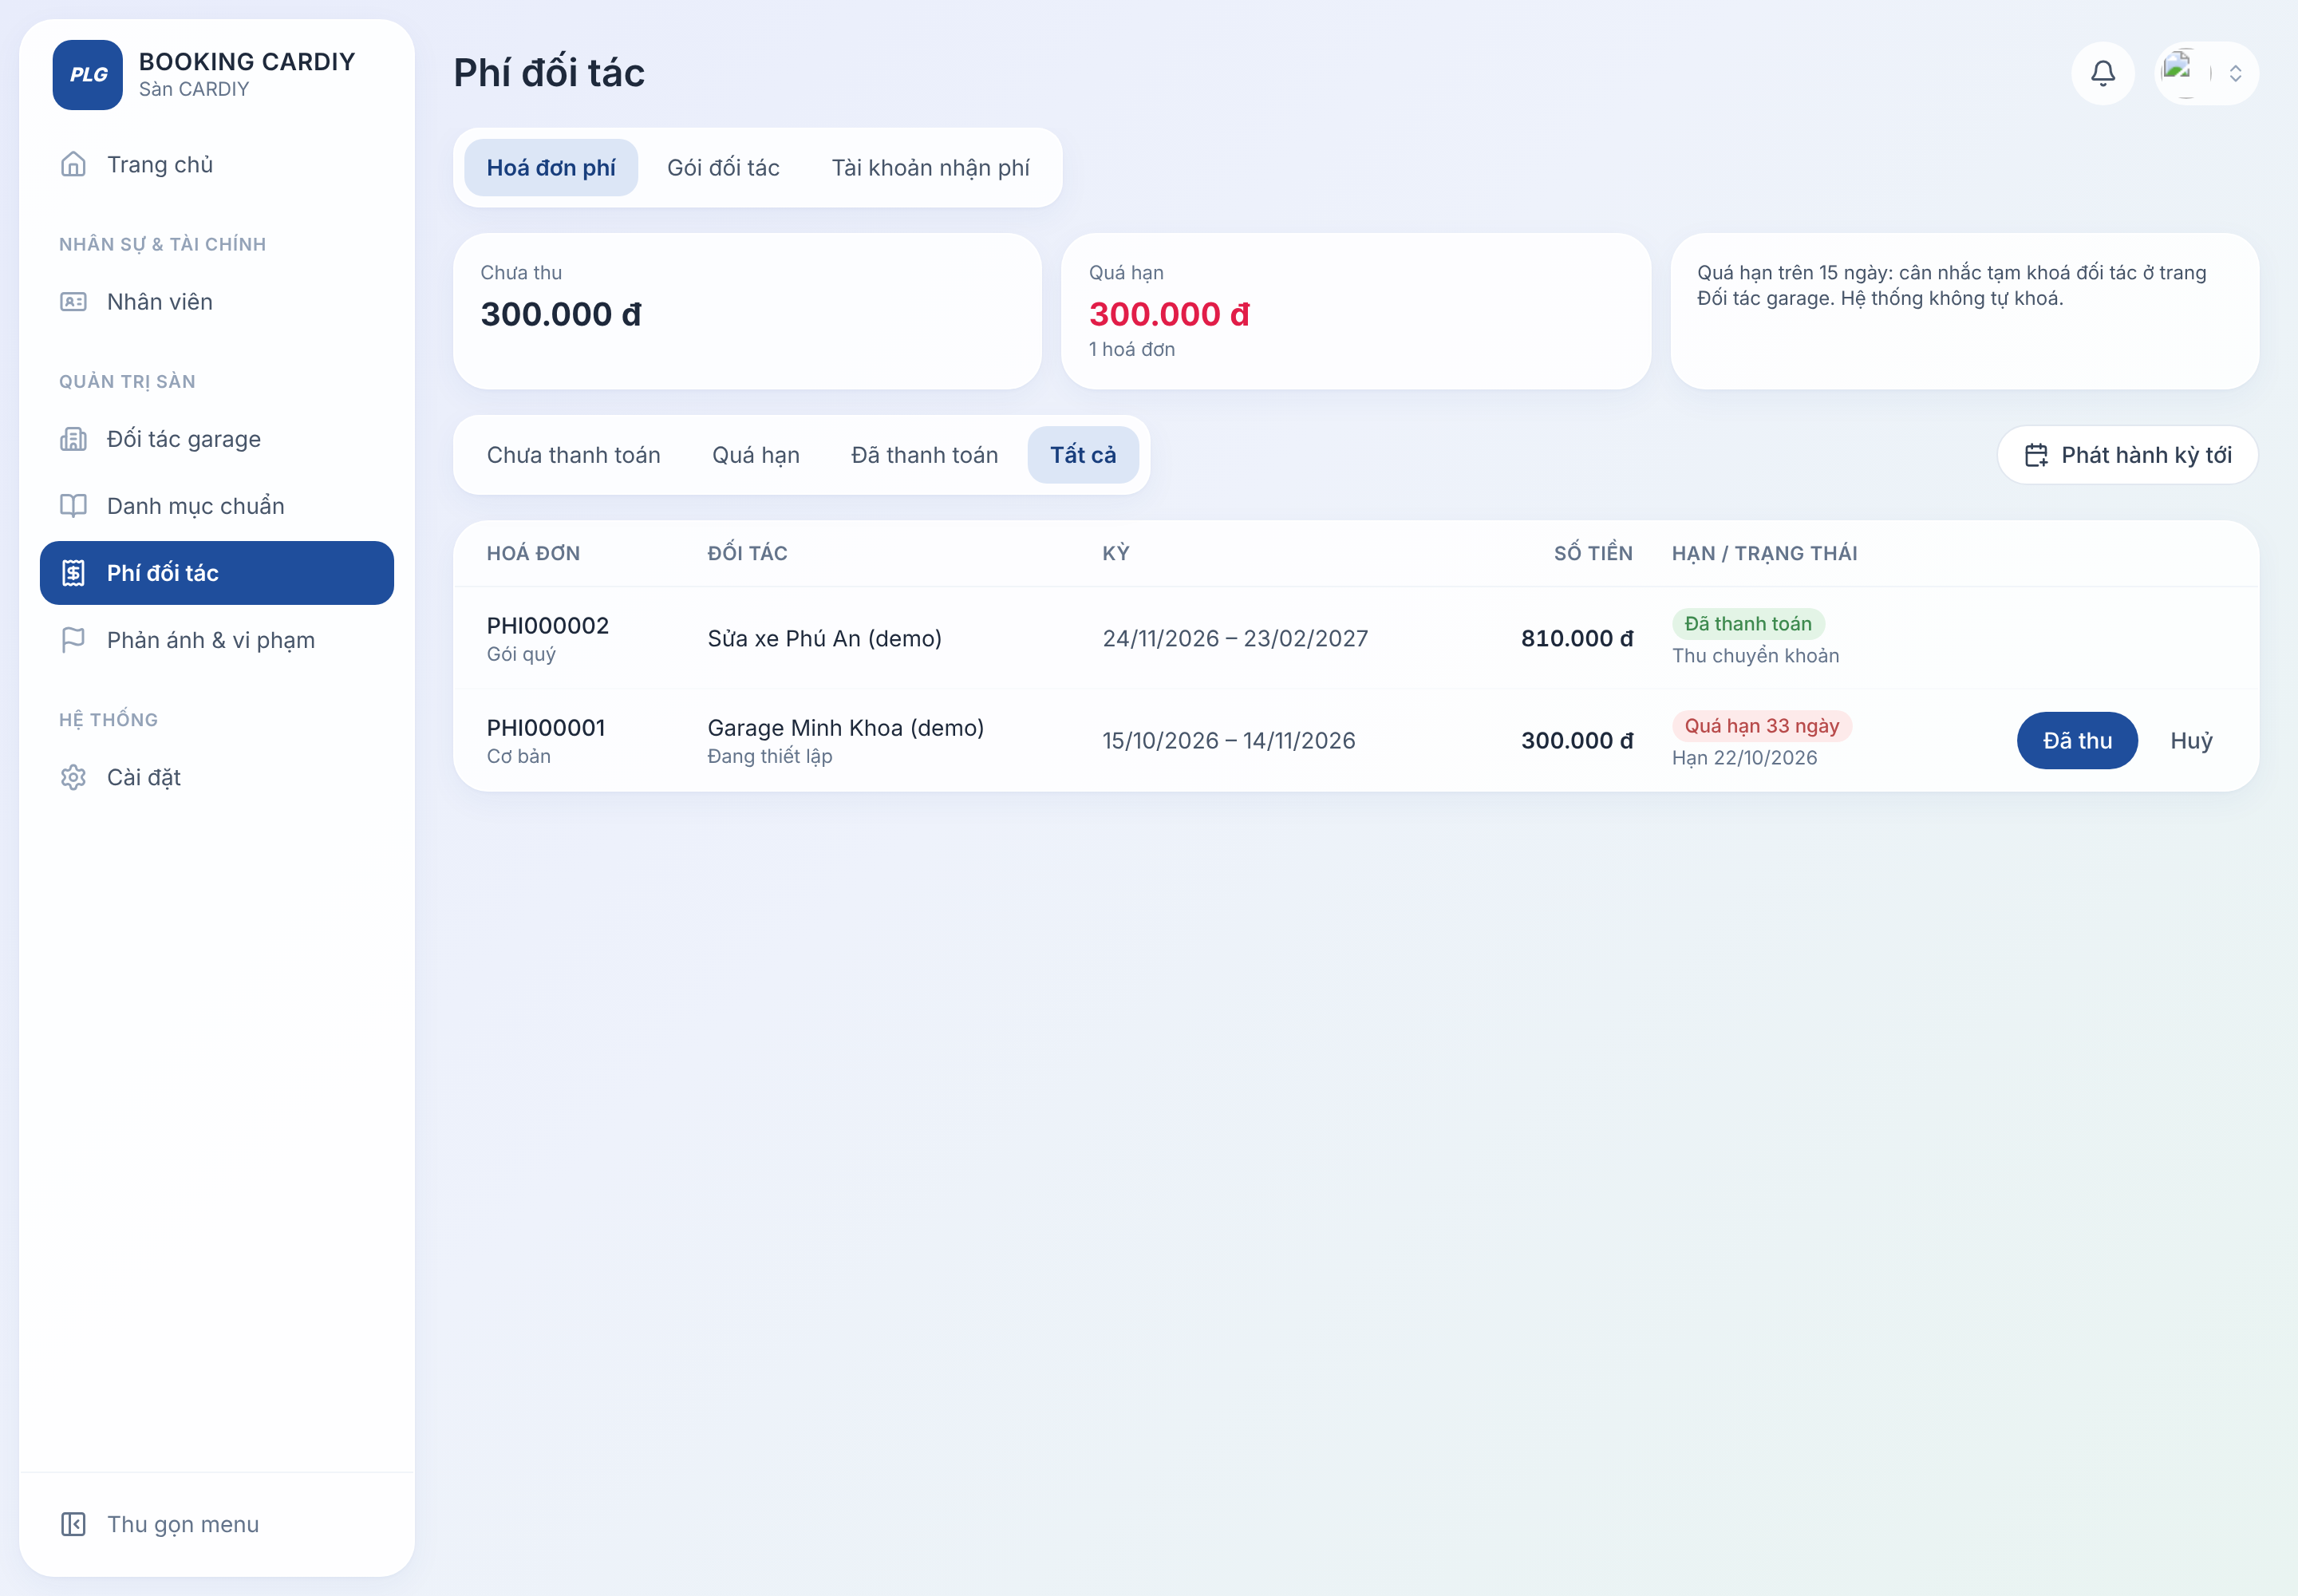 PLG
BOOKING CARDIY
Sàn CARDIY
Trang chủ
NHÂN SỰ & TÀI CHÍNH
Nhân viên
QUẢN TRỊ SÀN
Đối tác garage
Danh mục chuẩn
Phí đối tác
Phản ánh & vi phạm
HỆ THỐNG
Cài đặt
Thu gọn menu
Phí đối tác
Hoá đơn phí
Gói đối tác
Tài khoản nhận phí
Chưa thu
300.000 đ
Quá hạn
300.000 đ
1 hoá đơn
Quá hạn trên 15 ngày: cân nhắc tạm khoá đối tác ở trang
Đối tác garage. Hệ thống không tự khoá.
Chưa thanh toán
Quá hạn
Đã thanh toán
Tất cả
Phát hành kỳ tới
HOÁ ĐƠN
ĐỐI TÁC
KỲ
SỐ TIỀN
HẠN / TRẠNG THÁI
PHI000002
Gói quý
Sửa xe Phú An (demo)
24/11/2026 – 23/02/2027
810.000 đ
Đã thanh toán
Thu chuyển khoản
PHI000001
Cơ bản
Garage Minh Khoa (demo)
Đang thiết lập
15/10/2026 – 14/11/2026
300.000 đ
Quá hạn 33 ngày
Hạn 22/10/2026
Đã thu
Huỷ